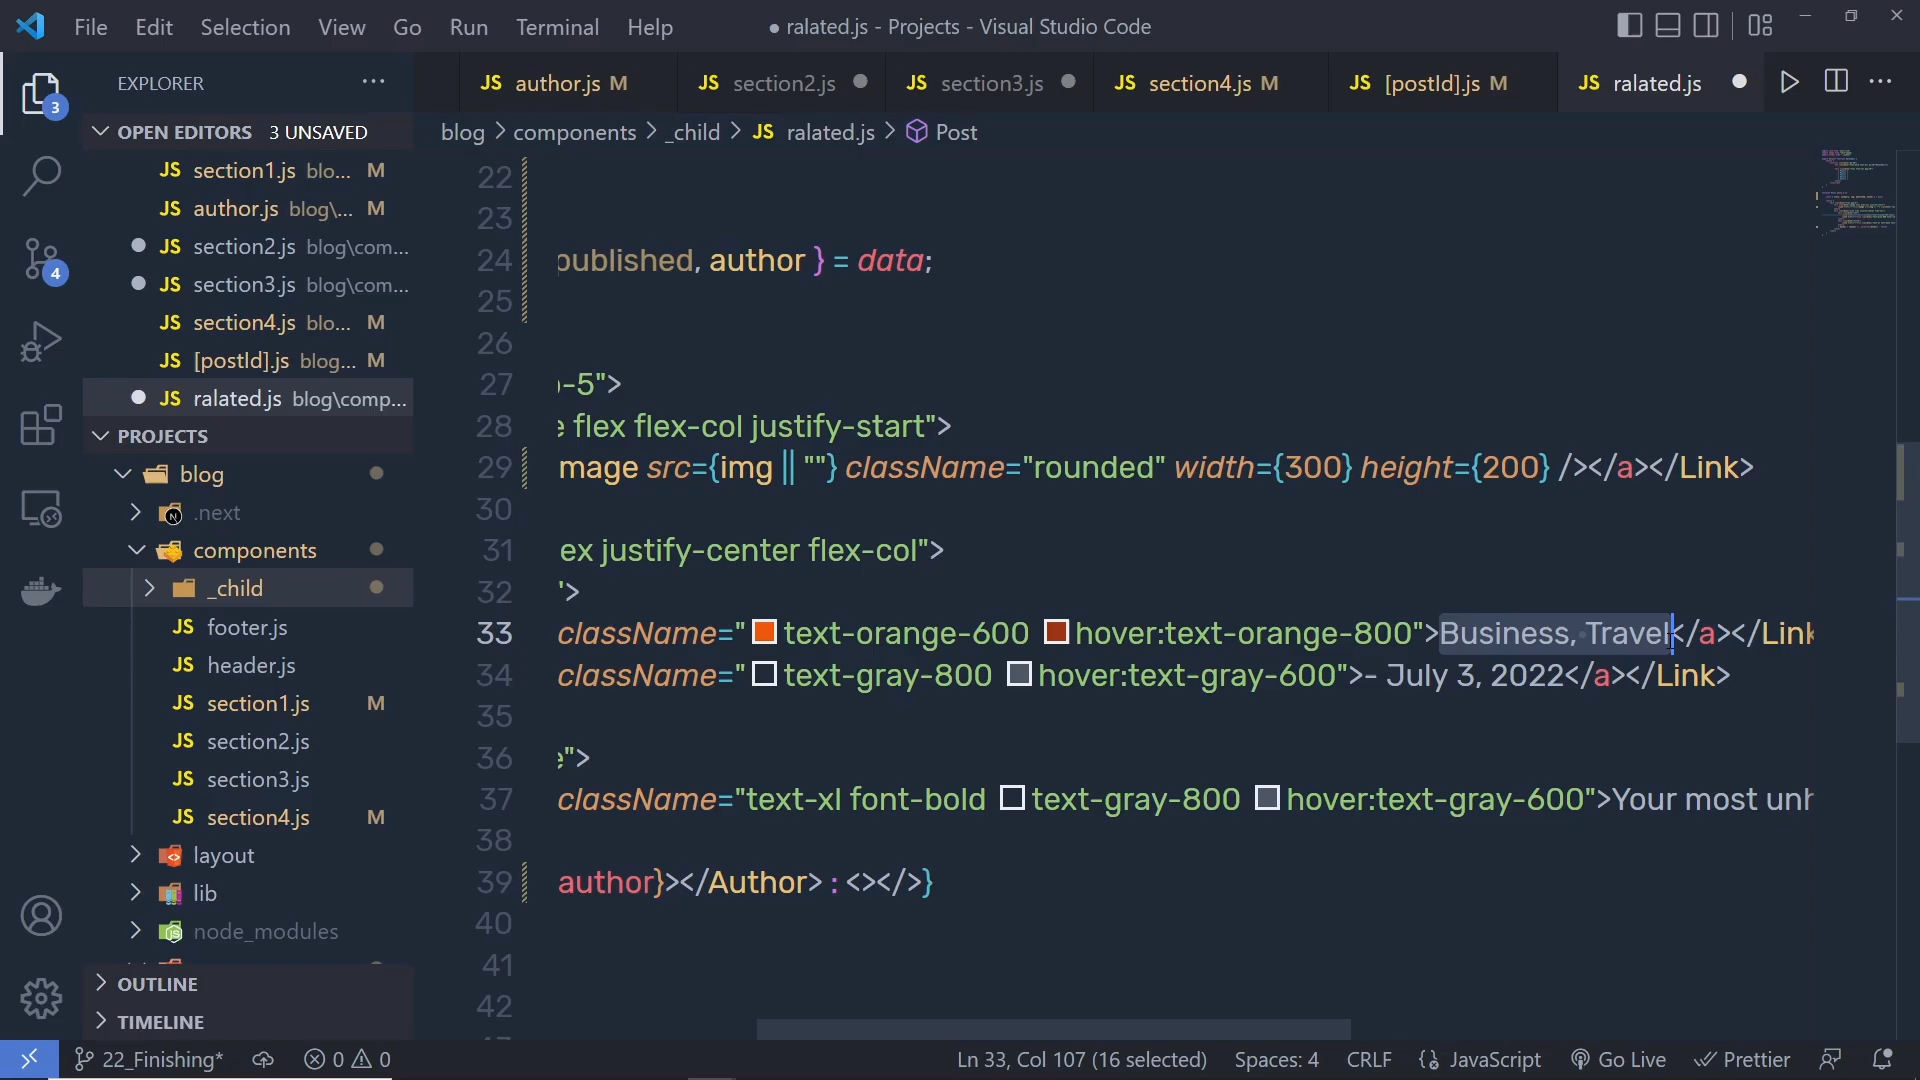 File Edit Selection View Go Run Terminal Help ● ralated.js - Projects - Visual Studio Code
EXPLORER ...
JS author.js M JS section2.js JS section3.js JS section4.js M JS [postId].js M JS ralated.js
3
OPEN EDITORS 3 UNSAVED
blog > components > _child > JS ralated.js > Post
JS section1.js blo... M
JS author.js blog\... M
JS section2.js blog\com...
4
JS section3.js blog\com...
JS section4.js blo... M
JS [postId].js blog... M
JS ralated.js blog\comp...
PROJECTS
blog
.next
components
_child
JS footer.js
JS header.js
JS section1.js M
JS section2.js
JS section3.js
JS section4.js M
layout
lib
node_modules
OUTLINE
TIMELINE
22
23
24 published, author } = data;
25
26
27 -5">
28 flex flex-col justify-start">
29 mage src={img || ""} className="rounded" width={300} height={200} /></a></Link>
30
31 ex justify-center flex-col">
32 ">
33 className="text-orange-600 hover:text-orange-800">Business, Travel</a></Link
34 className="text-gray-800 hover:text-gray-600">- July 3, 2022</a></Link>
35
36 e">
37 className="text-xl font-bold text-gray-800 hover:text-gray-600">Your most unh
38
39 author}></Author> : <></>}
40
41
42
22_Finishing* 0 0 Ln 33, Col 107 (16 selected) Spaces: 4 CRLF {} JavaScript Go Live Prettier